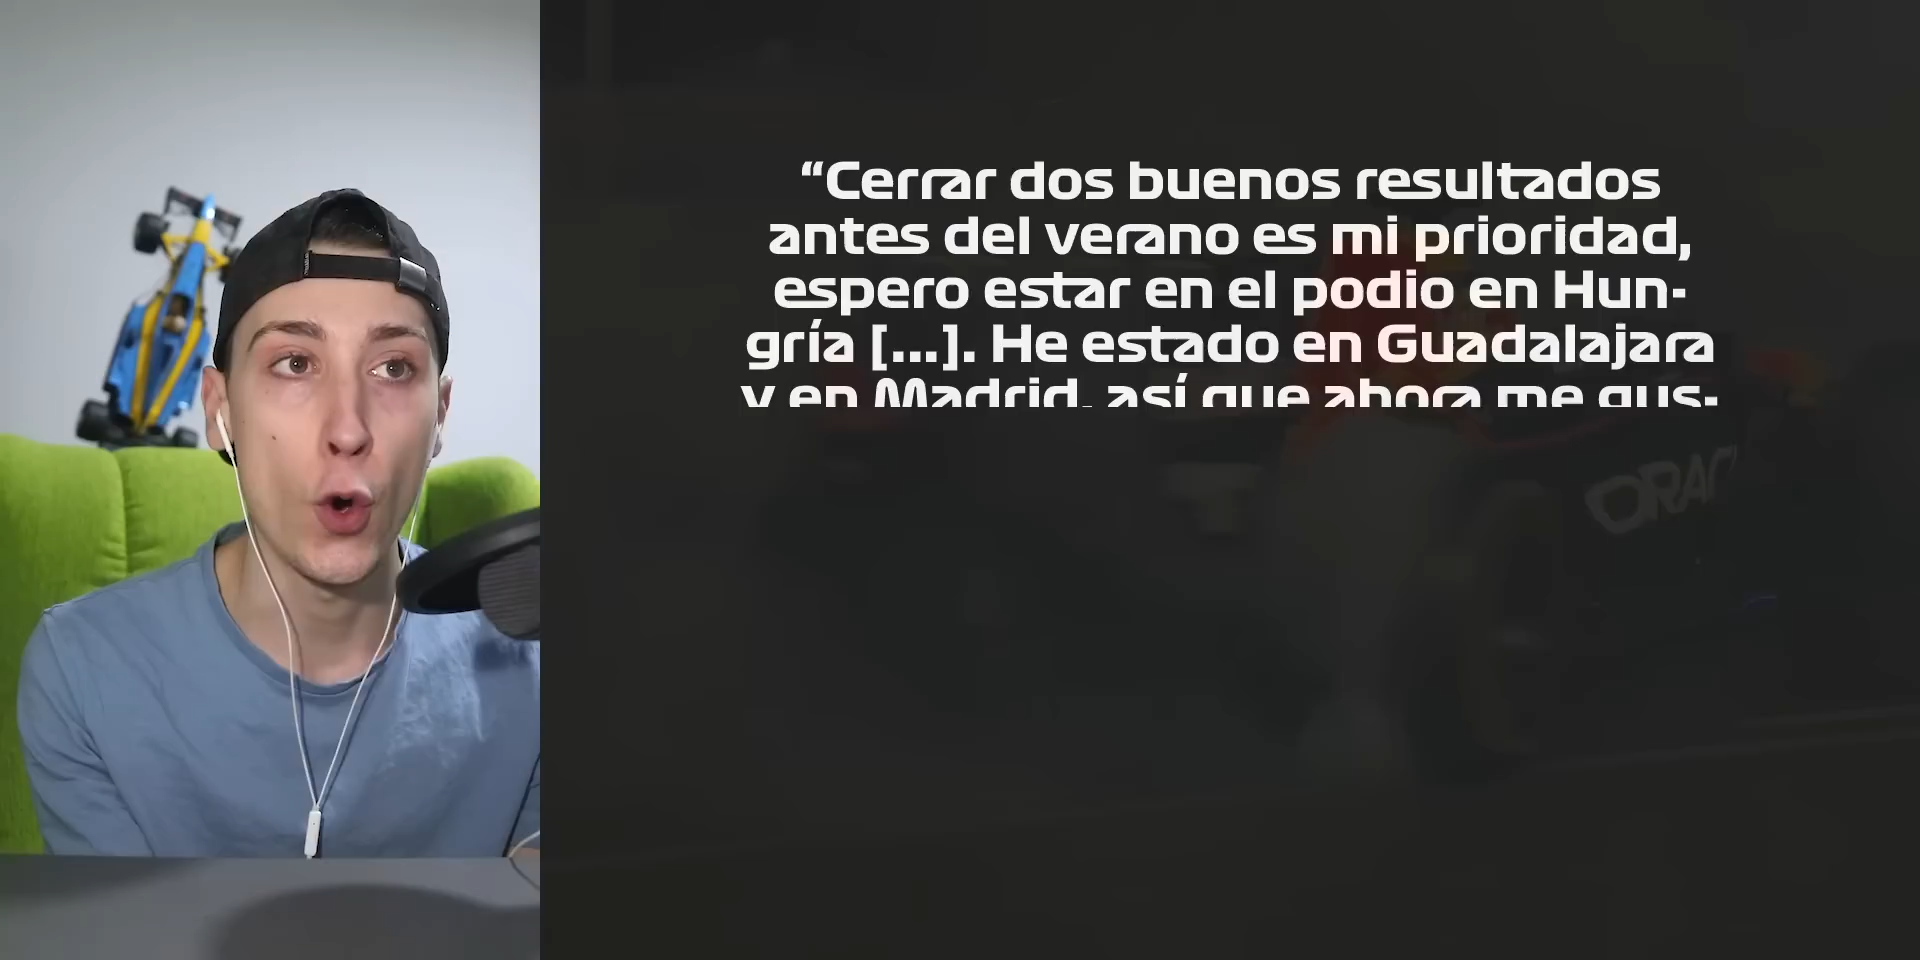 “Cerrar dos buenos resultados
antes del verano es mi prioridad,
espero estar en el podio en Hun-
gría [...]. He estado en Guadalajara
y en Madrid, así que ahora me gus-
ORAC